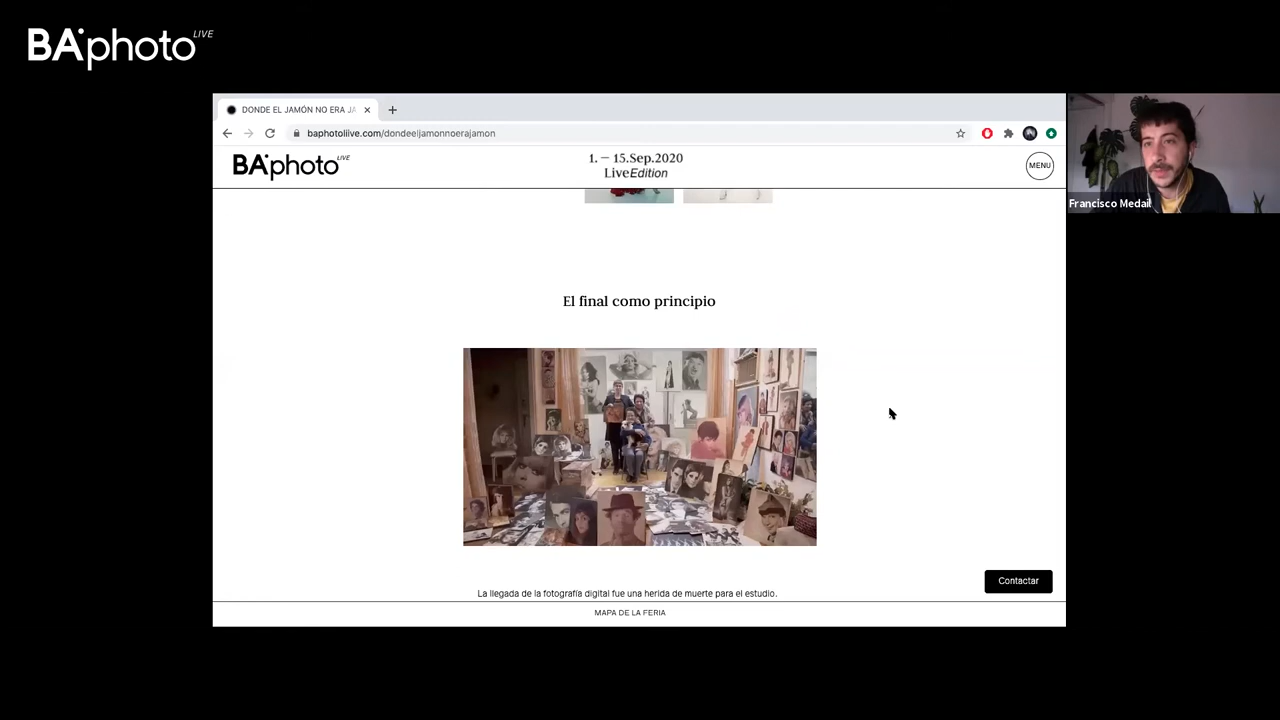 BAphoto LIVE
DONDE EL JAMÓN NO ERA JA
baphotoliive.com/dondeeljamonnoerajamon
BAphoto LIVE
1. — 15.Sep.2020
LiveEdition
MENU
Francisco Medail
El final como principio
Contactar
La llegada de la fotografía digital fue una herida de muerte para el estudio.
MAPA DE LA FERIA